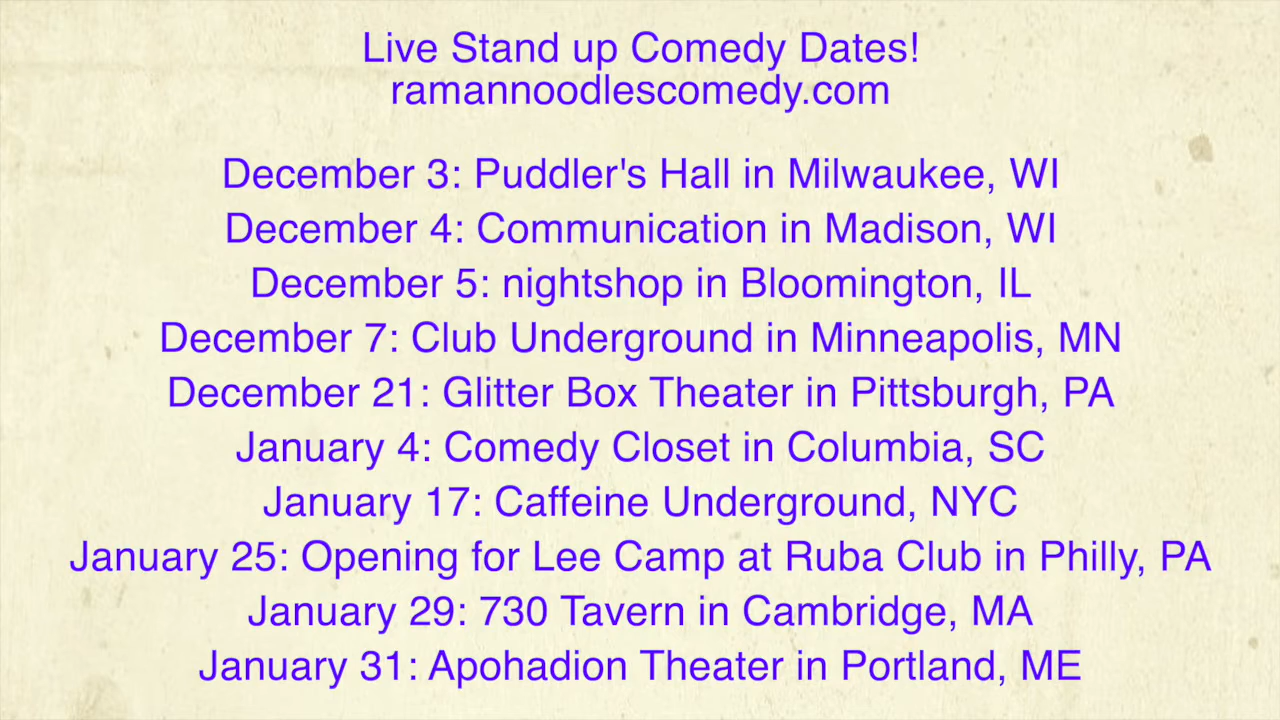 Live Stand up Comedy Dates!
ramannoodlescomedy.com
December 3: Puddler's Hall in Milwaukee, WI
December 4: Communication in Madison, WI
December 5: nightshop in Bloomington, IL
December 7: Club Underground in Minneapolis, MN
December 21: Glitter Box Theater in Pittsburgh, PA
January 4: Comedy Closet in Columbia, SC
January 17: Caffeine Underground, NYC
January 25: Opening for Lee Camp at Ruba Club in Philly, PA
January 29: 730 Tavern in Cambridge, MA
January 31: Apohadion Theater in Portland, ME